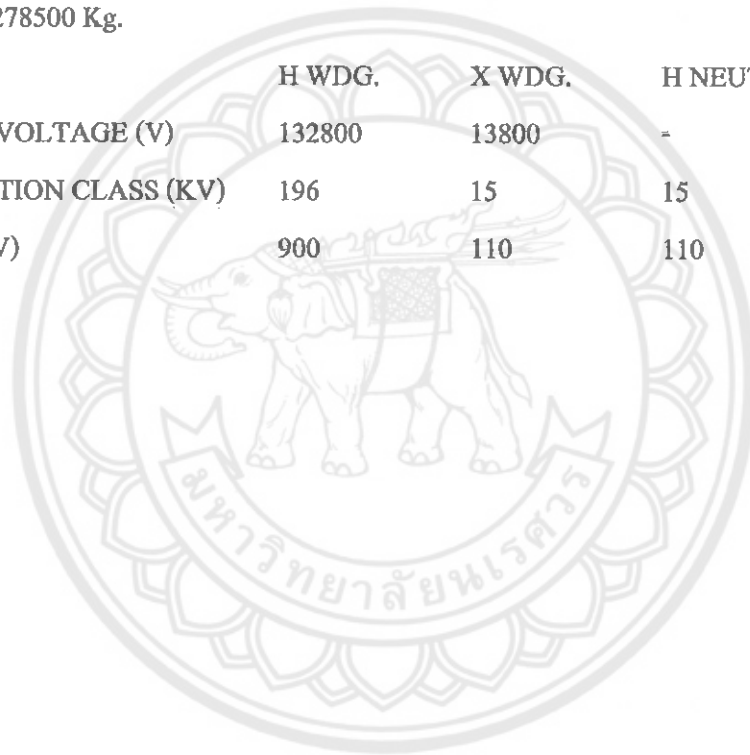 278500 Kg.
H WDG. X WDG. H NEU
VOLTAGE (V) 132800 13800 -
TION CLASS (KV) 196 15 15
V) 900 110 110
มหาวิทยาลัยนเรศวร